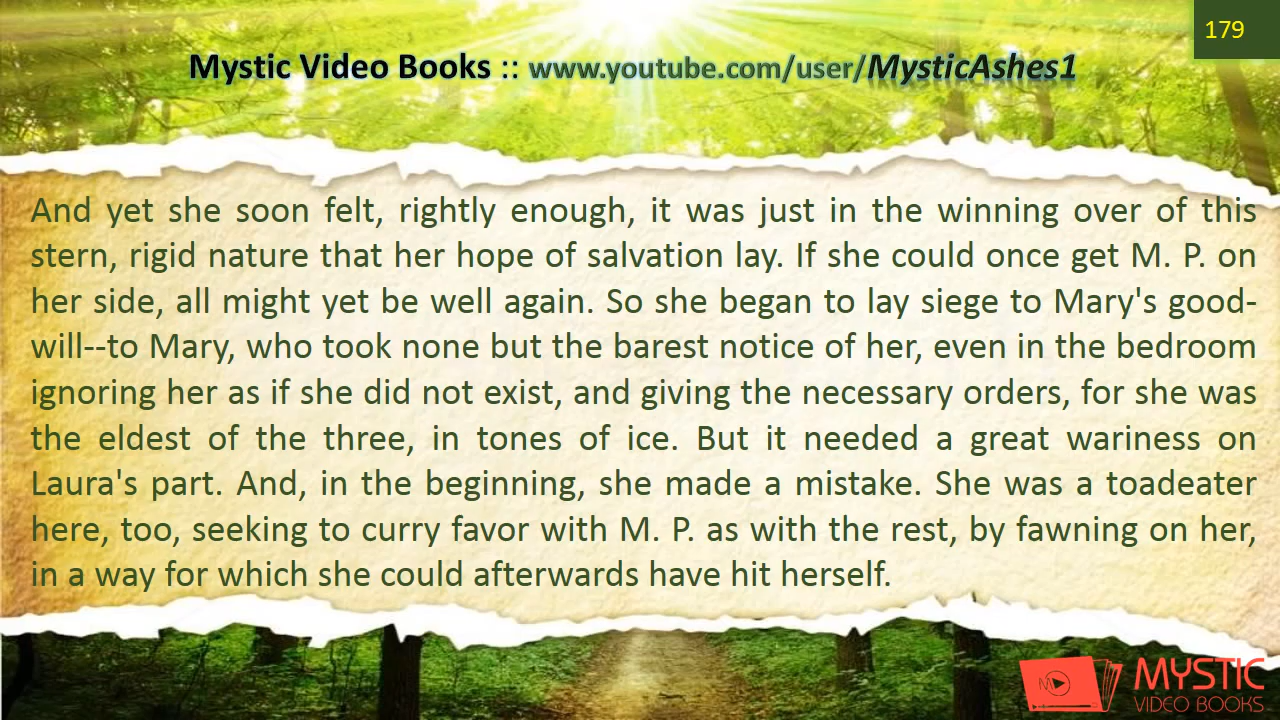 179
Mystic Video Books :: www.youtube.com/user/MysticAshes1
And yet she soon felt, rightly enough, it was just in the winning over of this
stern, rigid nature that her hope of salvation lay. If she could once get M. P. on
her side, all might yet be well again. So she began to lay siege to Mary's good-
will--to Mary, who took none but the barest notice of her, even in the bedroom
ignoring her as if she did not exist, and giving the necessary orders, for she was
the eldest of the three, in tones of ice. But it needed a great wariness on
Laura's part. And, in the beginning, she made a mistake. She was a toadeater
here, too, seeking to curry favor with M. P. as with the rest, by fawning on her,
in a way for which she could afterwards have hit herself.
M
MYSTIC
VIDEO BOOKS